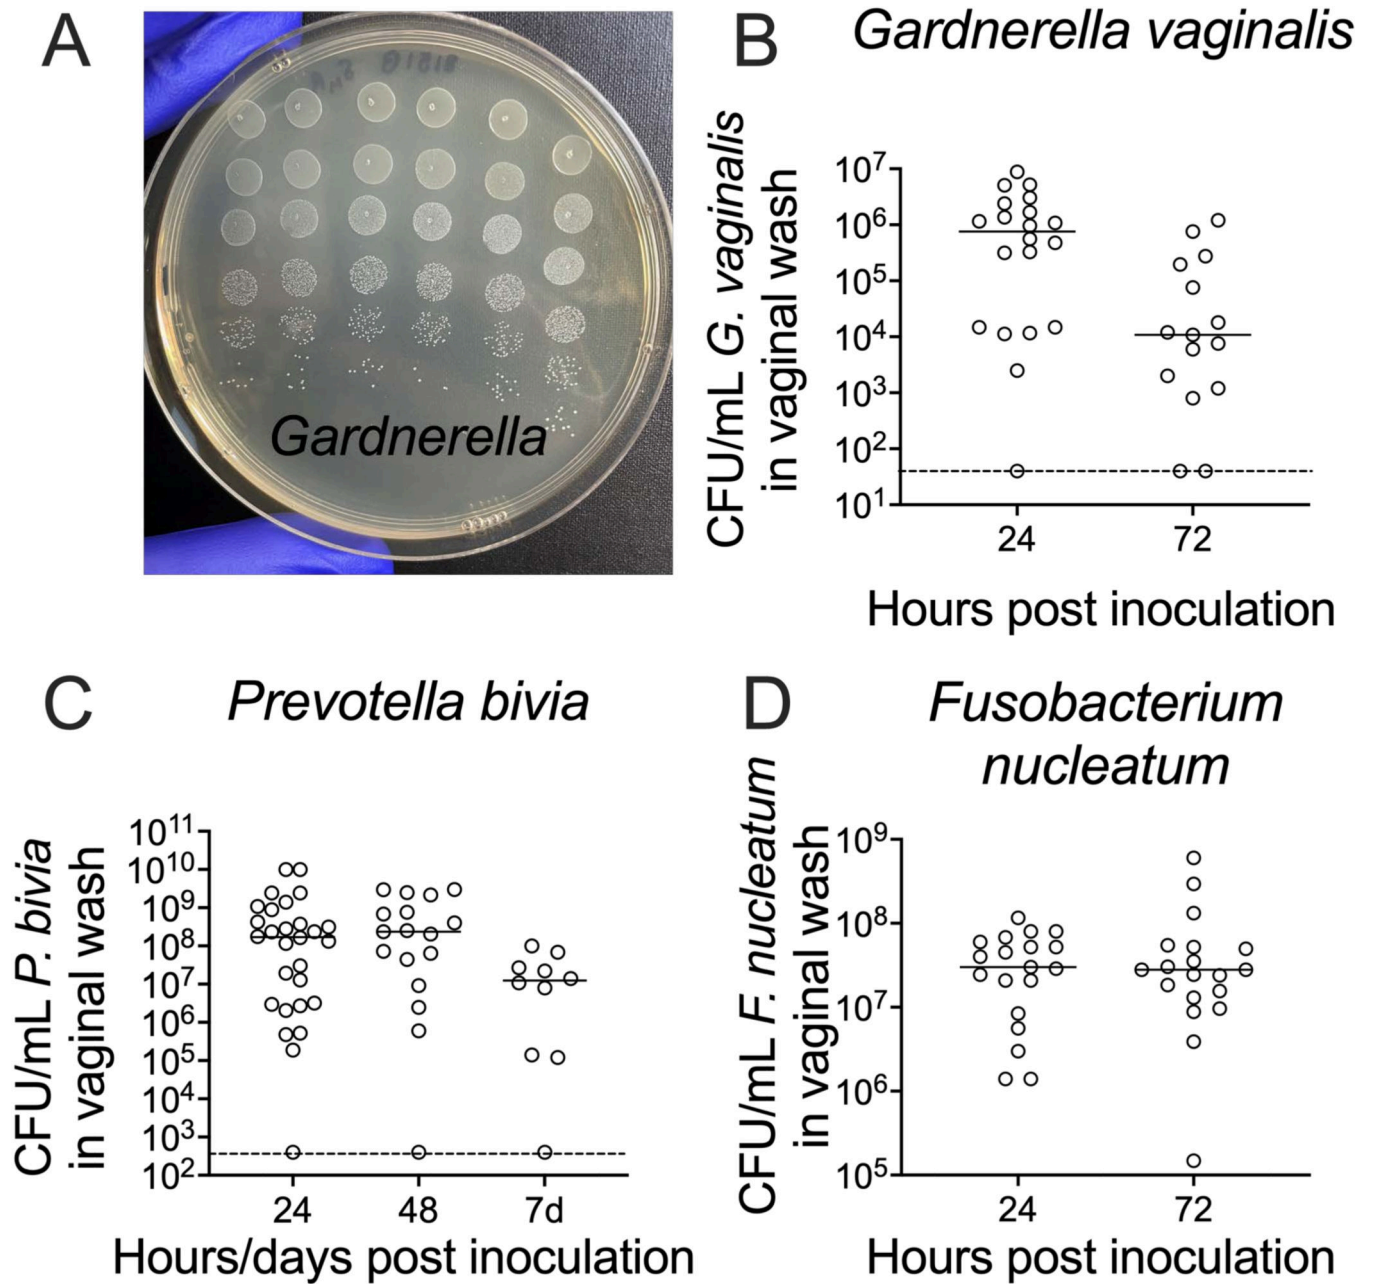 A
Gardnerella
B
Gardnerella vaginalis
CFU/mL G. vaginalis
in vaginal wash
10⁷
10⁶
10⁵
10⁴
10³
10²
10¹
24 72
Hours post inoculation
C
Prevotella bivia
CFU/mL P. bivia
in vaginal wash
10¹¹
10¹⁰
10⁹
10⁸
10⁷
10⁶
10⁵
10⁴
10³
10²
24 48 7d
Hours/days post inoculation
D
Fusobacterium
nucleatum
CFU/mL F. nucleatum
in vaginal wash
10⁹
10⁸
10⁷
10⁶
10⁵
24 72
Hours post inoculation